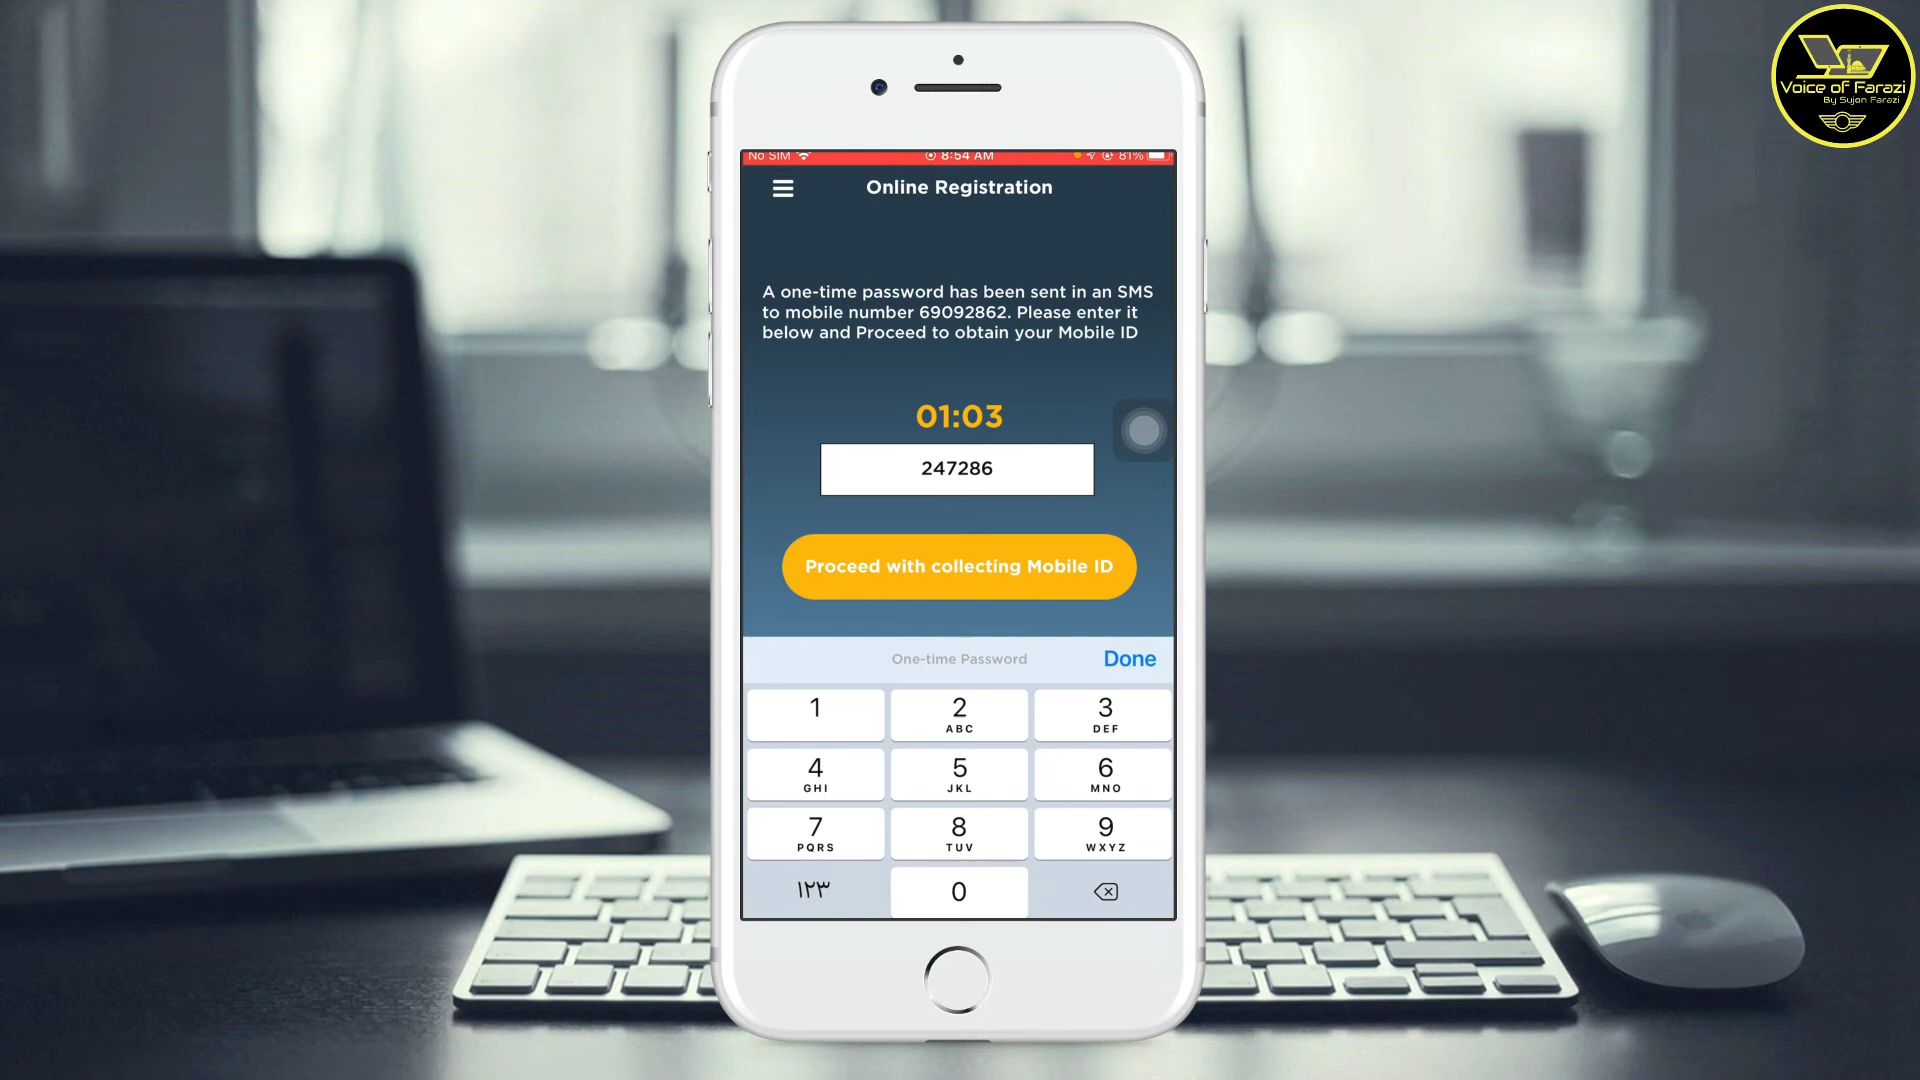 Voice of Farazi
By Sujon Farazi
No SIM 8:54 AM 81%
Online Registration
A one-time password has been sent in an SMS
to mobile number 69092862. Please enter it
below and Proceed to obtain your Mobile ID
01:03
247286
Proceed with collecting Mobile ID
One-time Password Done
1 2 3
ABC DEF
4 5 6
GHI JKL MNO
7 8 9
PQRS TUV WXYZ
١٢٣ 0